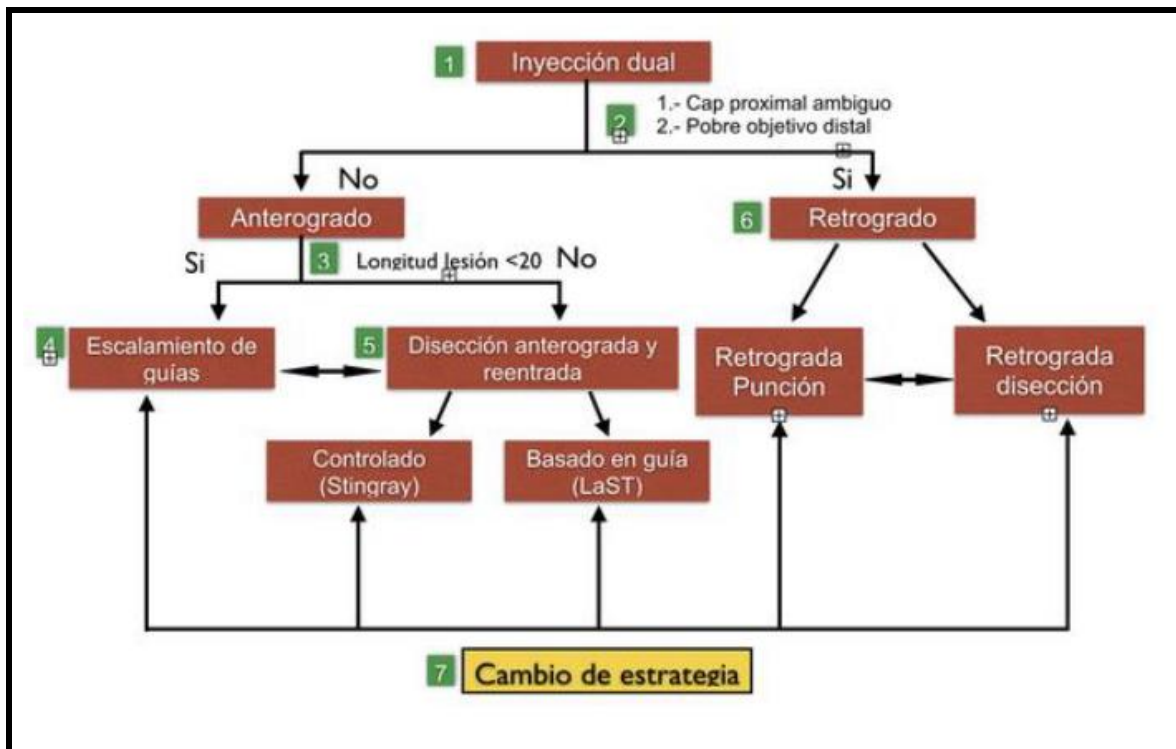 1 Inyección dual
2 1.- Cap proximal ambiguo
2.- Pobre objetivo distal
No
Si
Anterogrado
6 Retrogrado
Si
3 Longitud lesión <20
No
4 Escalamiento de
guías
5 Disección anterograda y
reentrada
Retrograda
Punción
Retrograda
disección
Controlado
(Stingray)
Basado en guía
(LaST)
7 Cambio de estrategia